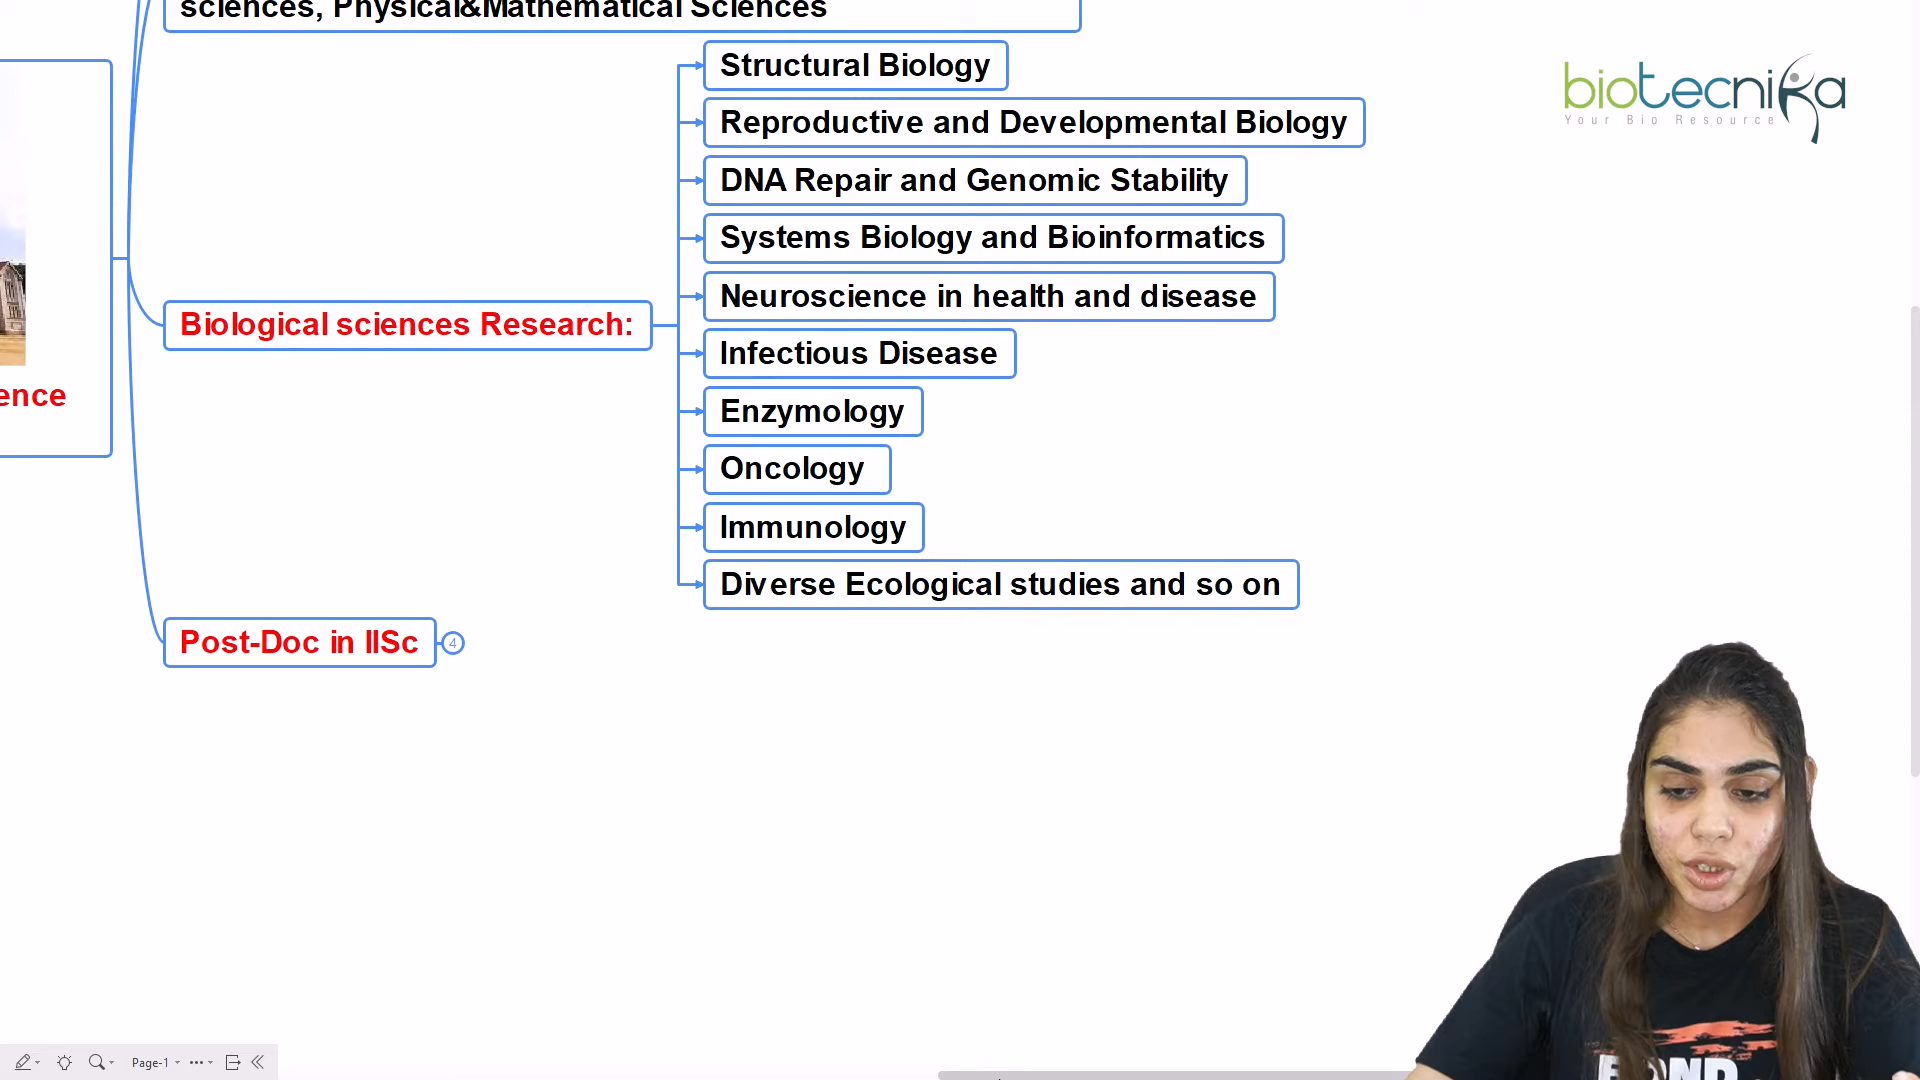 sciences, Physical&Mathematical Sciences
Structural Biology
Reproductive and Developmental Biology
DNA Repair and Genomic Stability
Systems Biology and Bioinformatics
Neuroscience in health and disease
Biological sciences Research:
Infectious Disease
ence
Enzymology
Oncology
Immunology
Diverse Ecological studies and so on
Post-Doc in IISc
4
biotecnika
Your Bio Resource
Page-1